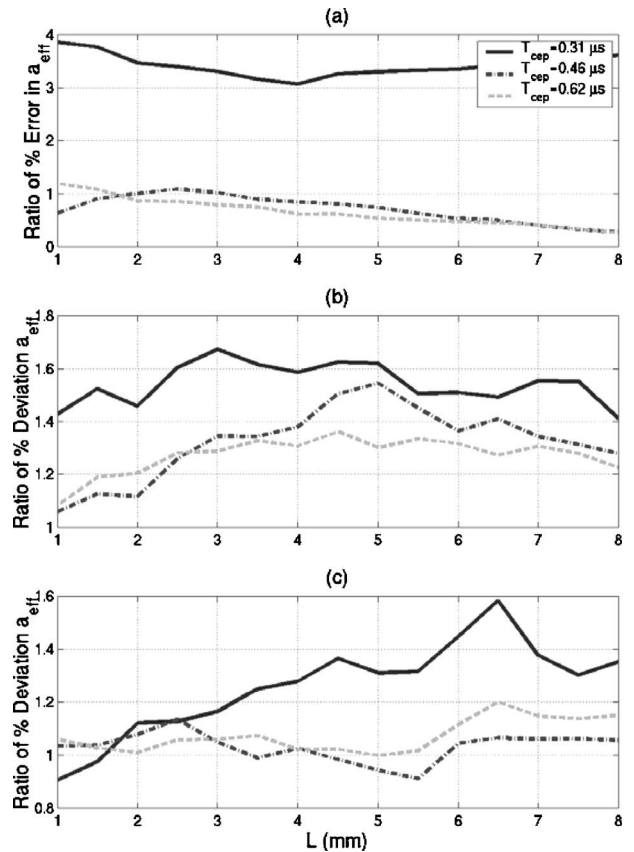 (a)
Ratio of % Error in a_eff
4
3
2
1
0
T_cep=0.31 μs
T_cep=0.46 μs
T_cep=0.62 μs
1 2 3 4 5 6 7 8
(b)
Ratio of % Deviation a_eff
1.8
1.6
1.4
1.2
1
1 2 3 4 5 6 7 8
(c)
Ratio of % Deviation a_eff
1.6
1.4
1.2
1
0.8
1 2 3 4 5 6 7 8
L (mm)